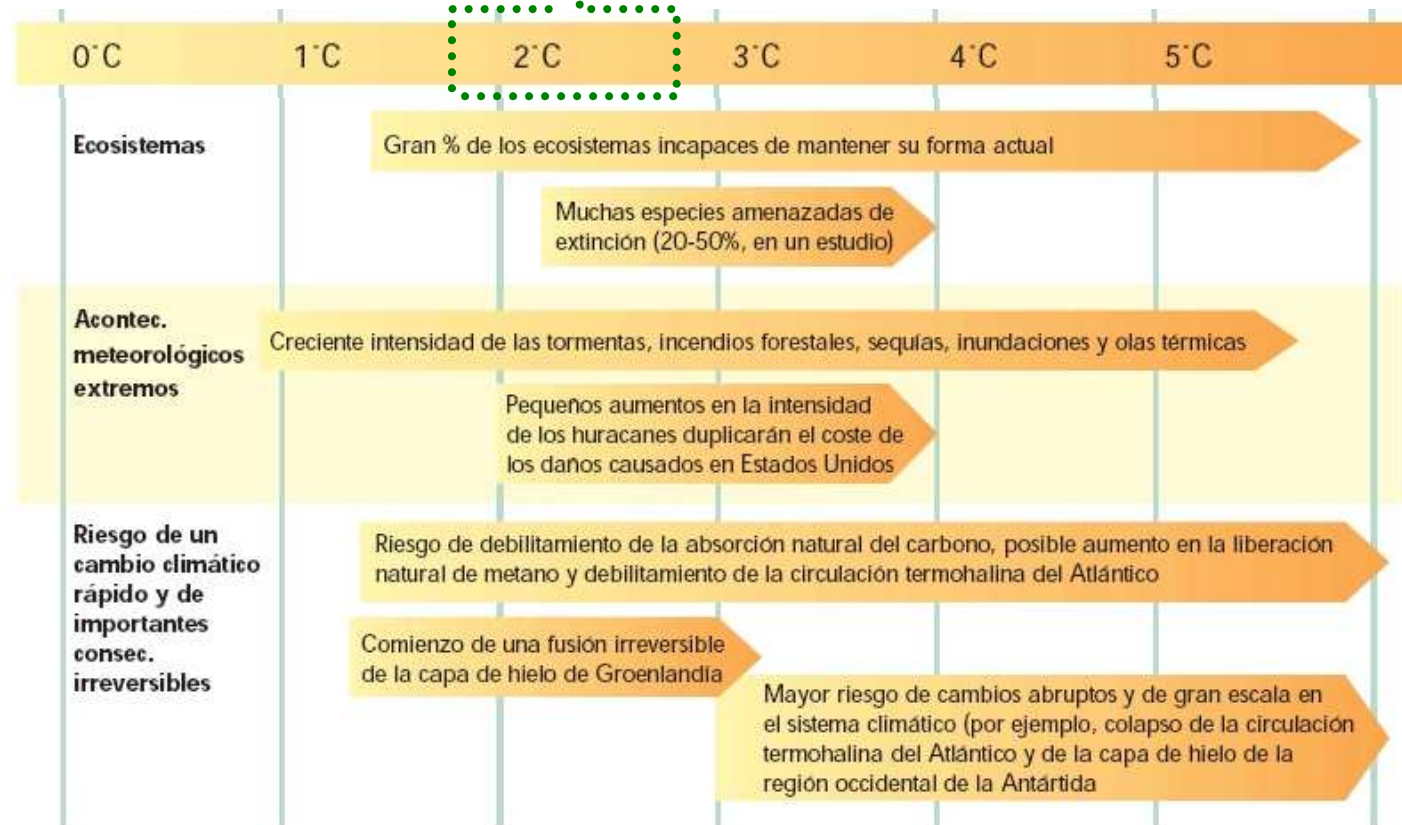 0°C 1°C 2°C 3°C 4°C 5°C
Ecosistemas
Gran % de los ecosistemas incapaces de mantener su forma actual
Muchas especies amenazadas de
extinción (20-50%, en un estudio)
Acontec.
meteorológicos
extremos
Creciente intensidad de las tormentas, incendios forestales, sequías, inundaciones y olas térmicas
Pequeños aumentos en la intensidad
de los huracanes duplicarán el coste de
los daños causados en Estados Unidos
Riesgo de un
cambio climático
rápido y de
importantes
consec.
irreversibles
Riesgo de debilitamiento de la absorción natural del carbono, posible aumento en la liberación
natural de metano y debilitamiento de la circulación termohalina del Atlántico
Comienzo de una fusión irreversible
de la capa de hielo de Groenlandia
Mayor riesgo de cambios abruptos y de gran escala en
el sistema climático (por ejemplo, colapso de la circulación
termohalina del Atlántico y de la capa de hielo de la
región occidental de la Antártida